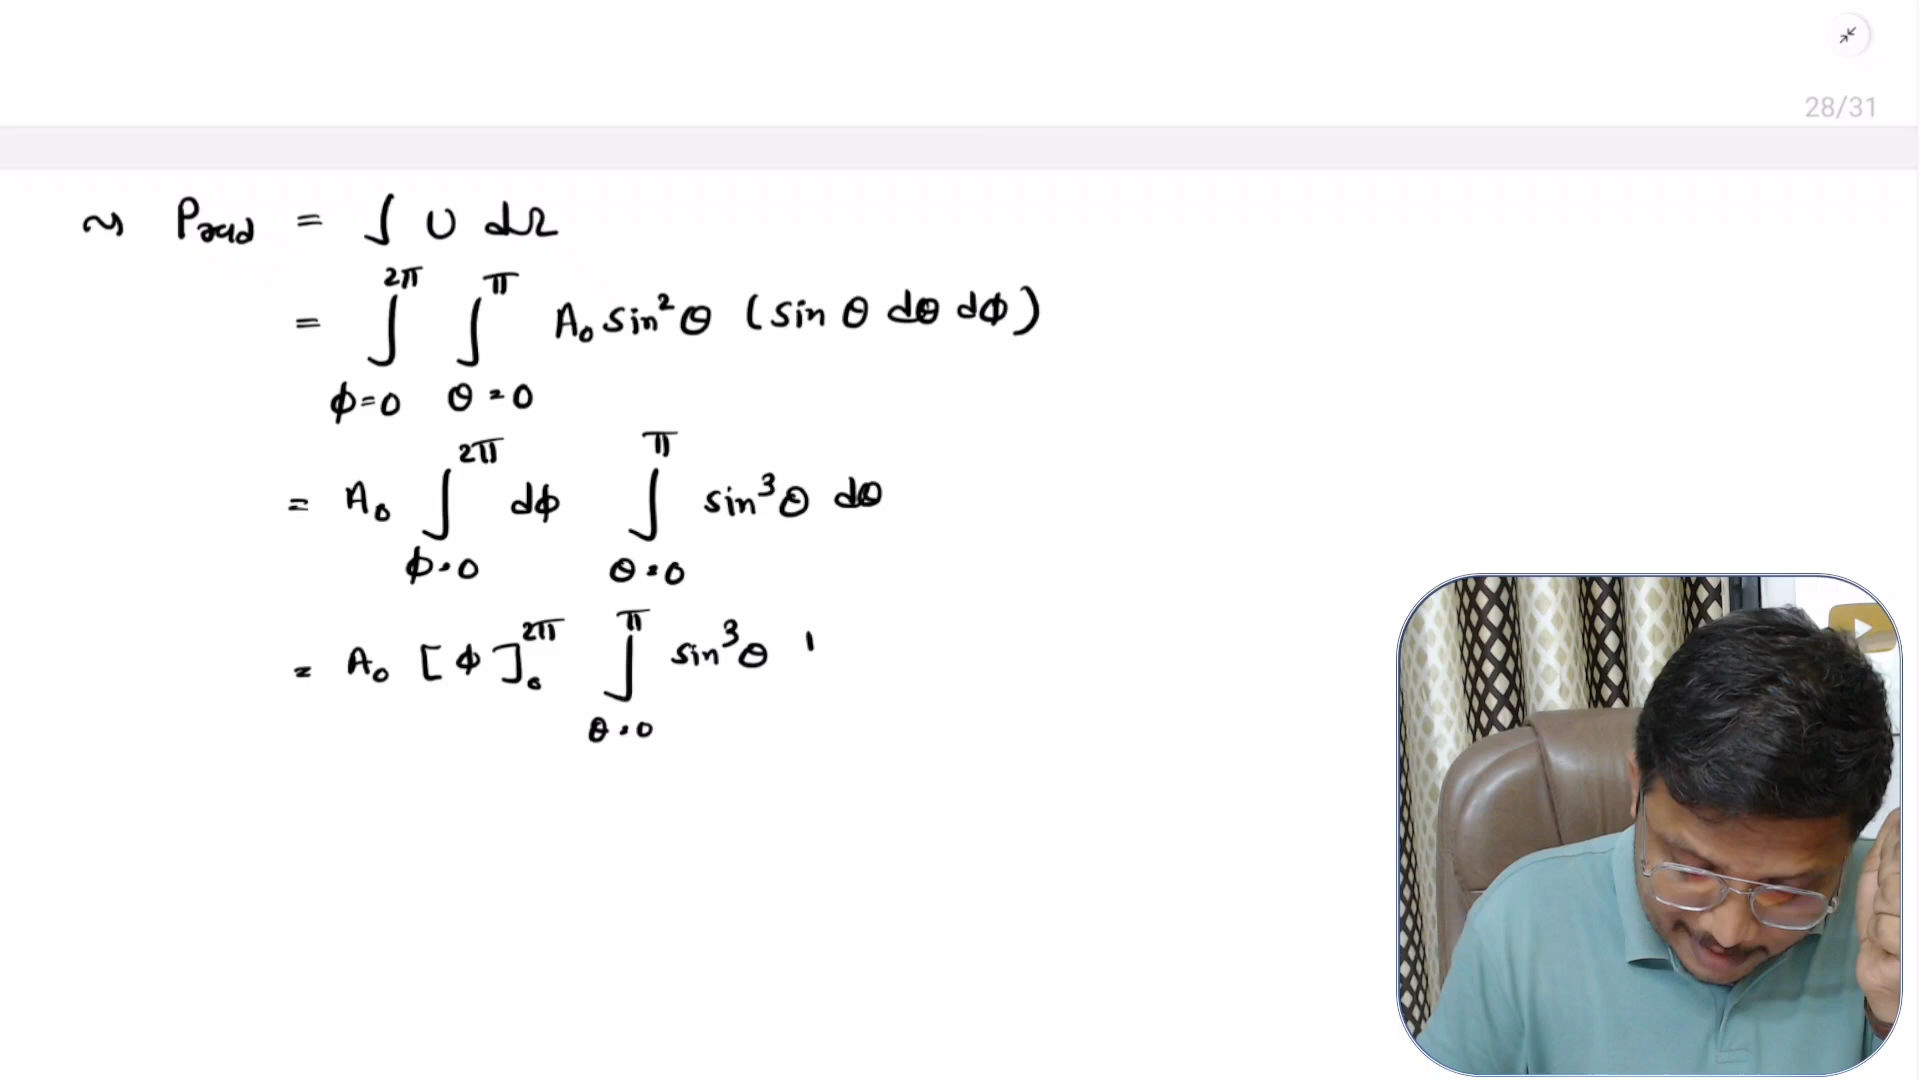 28/31
~ Prad = ∫ U dΩ
= ∫_{ϕ=0}^{2π} ∫_{θ=0}^{π} A₀ sin²θ (sin θ dθ dϕ)
= A₀ ∫_{ϕ=0}^{2π} dϕ ∫_{θ=0}^{π} sin³θ dθ
= A₀ [ϕ]₀^{2π} ∫_{θ=0}^{π} sin³θ